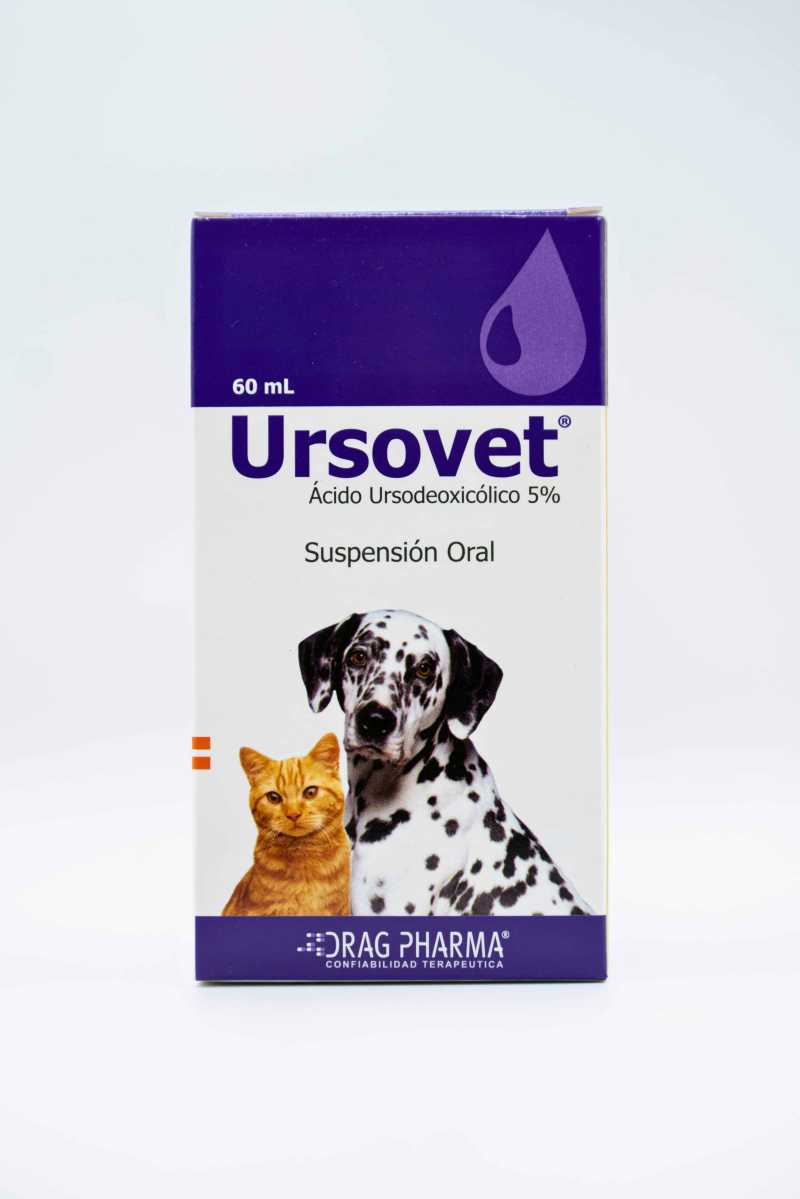 60 mL
Ursovet®
Ácido Ursodeoxicólico 5%
Suspensión Oral
DRAG PHARMA®
CONFIABILIDAD TERAPEUTICA